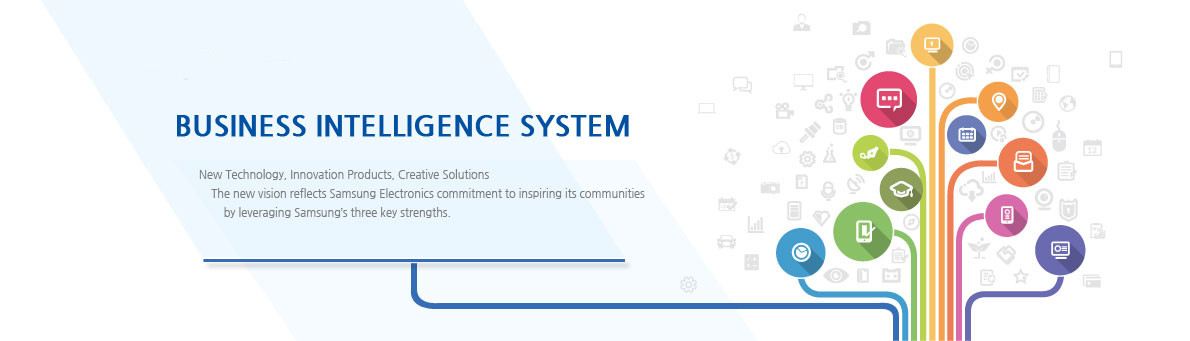 BUSINESS INTELLIGENCE SYSTEM
New Technology, Innovation Products, Creative Solutions
The new vision reflects Samsung Electronics commitment to inspiring its communities
by leveraging Samsung's three key strengths.